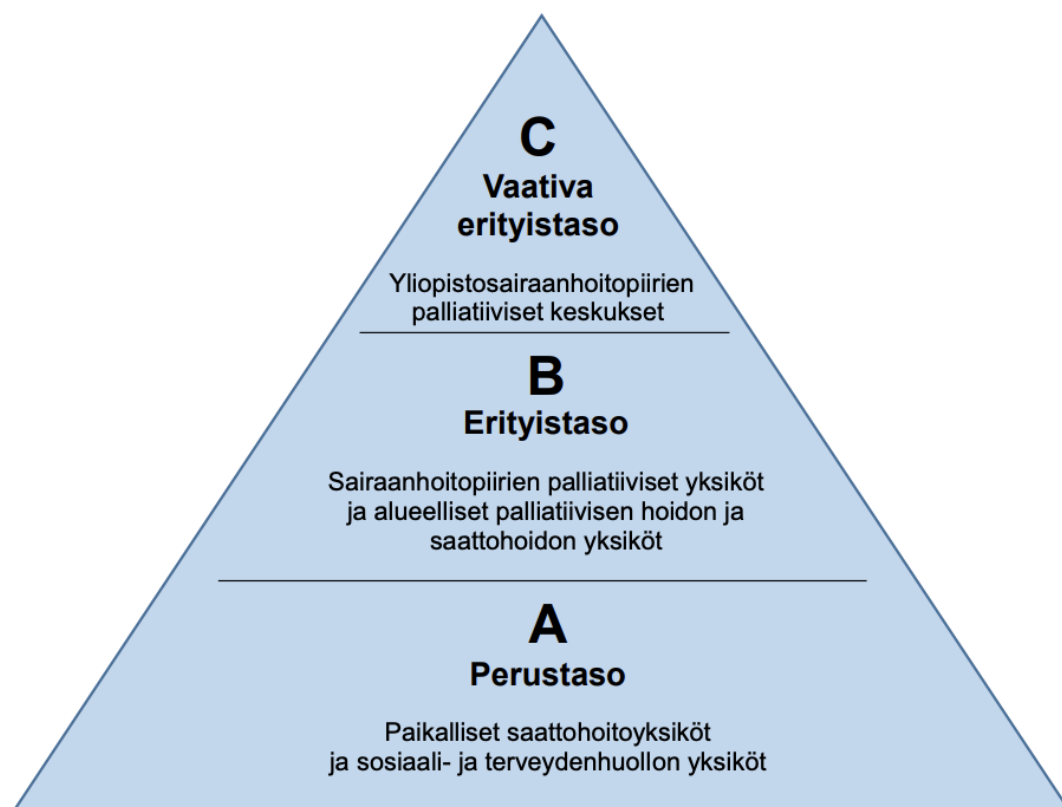 C
Vaativa
erityistaso
Yliopistosairaanhoitopiirien
palliatiiviset keskukset
B
Erityistaso
Sairaanhoitopiirien palliatiiviset yksiköt
ja alueelliset palliatiivisen hoidon ja
saattohoidon yksiköt
A
Perustaso
Paikalliset saattohoitoyksiköt
ja sosiaali- ja terveydenhuollon yksiköt